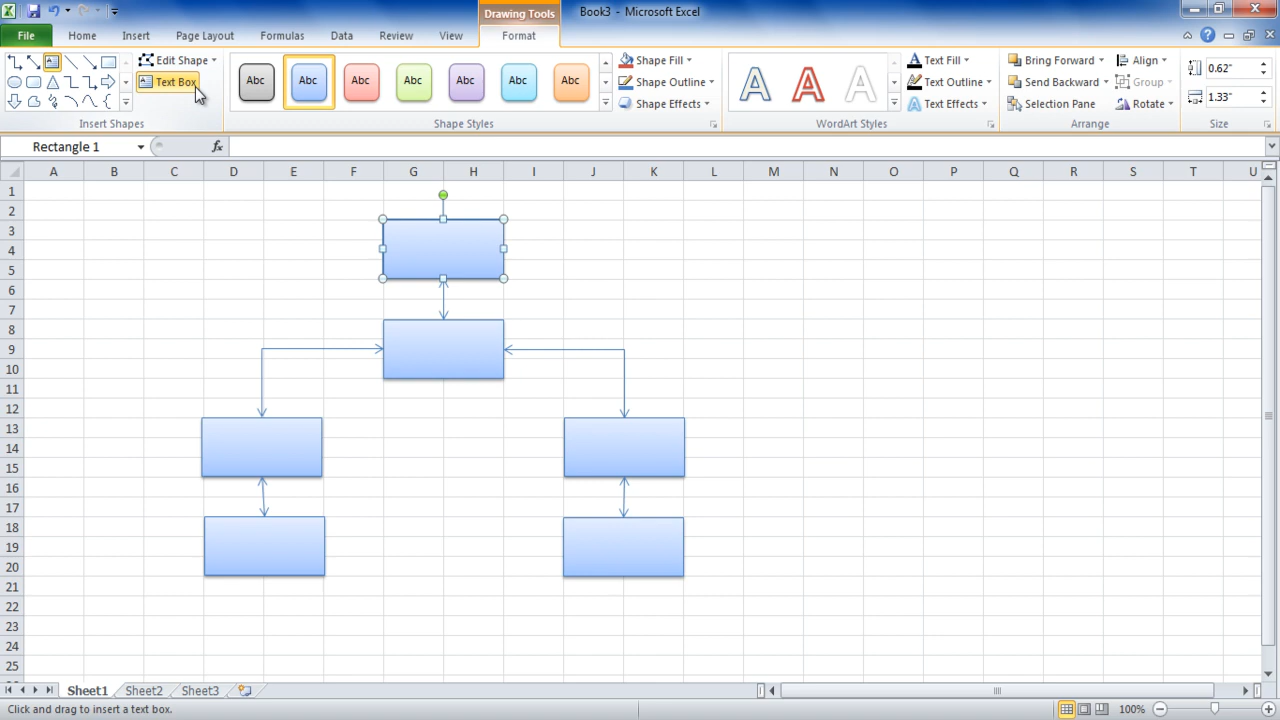 Drawing Tools
Book3 - Microsoft Excel
File Home Insert Page Layout Formulas Data Review View Format
Edit Shape
Text Box
Insert Shapes
Abc Abc Abc Abc Abc Abc Abc
Shape Fill
Shape Outline
Shape Effects
Shape Styles
A A A
Text Fill
Text Outline
Text Effects
WordArt Styles
Bring Forward
Send Backward
Selection Pane
Align
Group
Rotate
Arrange
0.62"
1.33"
Size
Rectangle 1 fx
A B C D E F G H I J K L M N O P Q R S T U
1
2
3
4
5
6
7
8
9
10
11
12
13
14
15
16
17
18
19
20
21
22
23
24
25
Sheet1 Sheet2 Sheet3
Click and drag to insert a text box.
100%